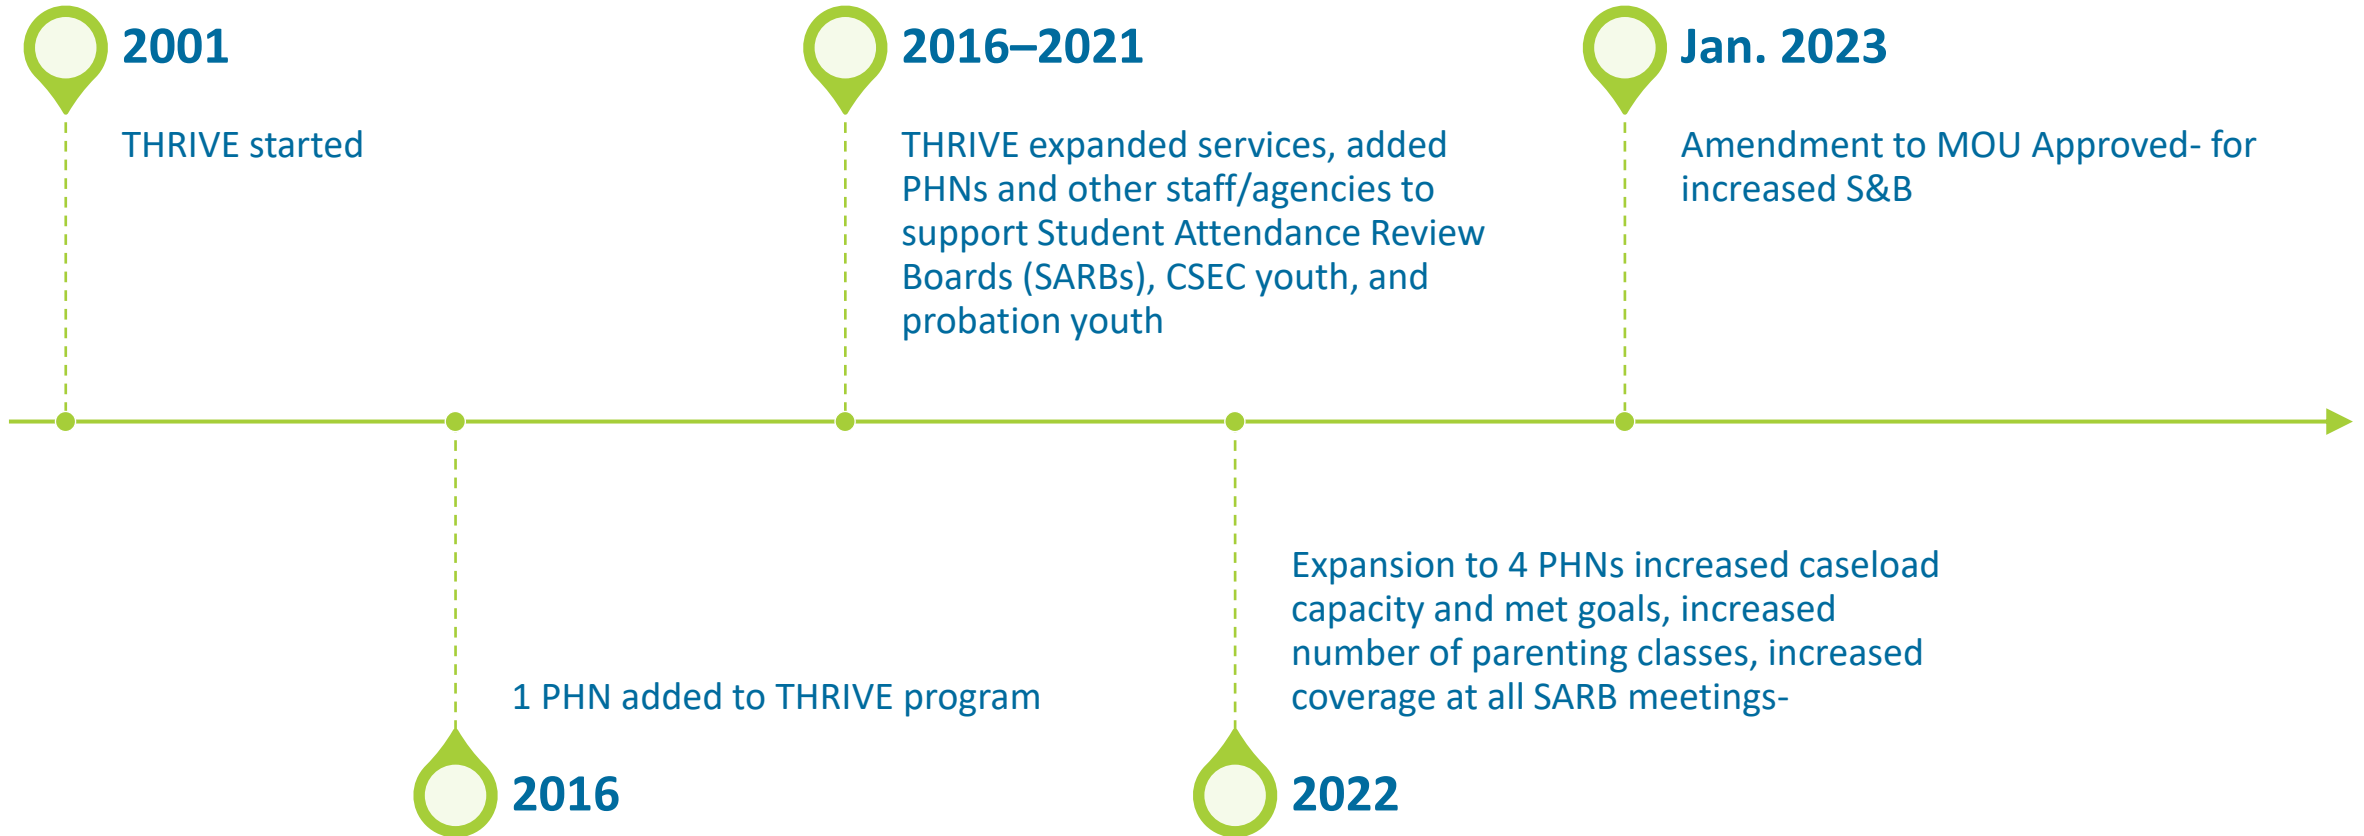 2001
THRIVE started
2016
1 PHN added to THRIVE program
2016–2021
THRIVE expanded services, added
PHNs and other staff/agencies to
support Student Attendance Review
Boards (SARBs), CSEC youth, and
probation youth
2022
Expansion to 4 PHNs increased caseload
capacity and met goals, increased
number of parenting classes, increased
coverage at all SARB meetings-
Jan. 2023
Amendment to MOU Approved- for
increased S&B